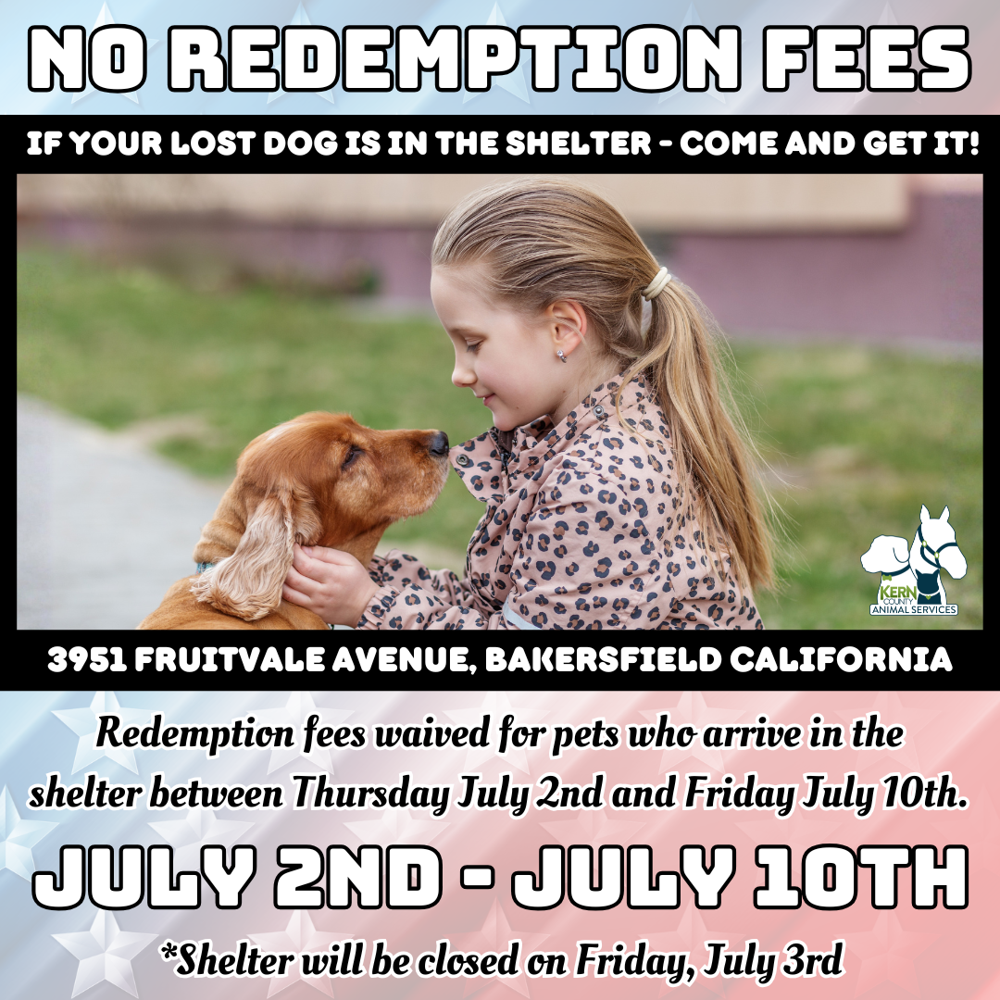 NO REDEMPTION FEES
IF YOUR LOST DOG IS IN THE SHELTER - COME AND GET IT!
KERN
COUNTY
ANIMAL SERVICES
3951 FRUITVALE AVENUE, BAKERSFIELD CALIFORNIA
Redemption fees waived for pets who arrive in the
shelter between Thursday July 2nd and Friday July 10th.
JULY 2ND - JULY 10TH
*Shelter will be closed on Friday, July 3rd